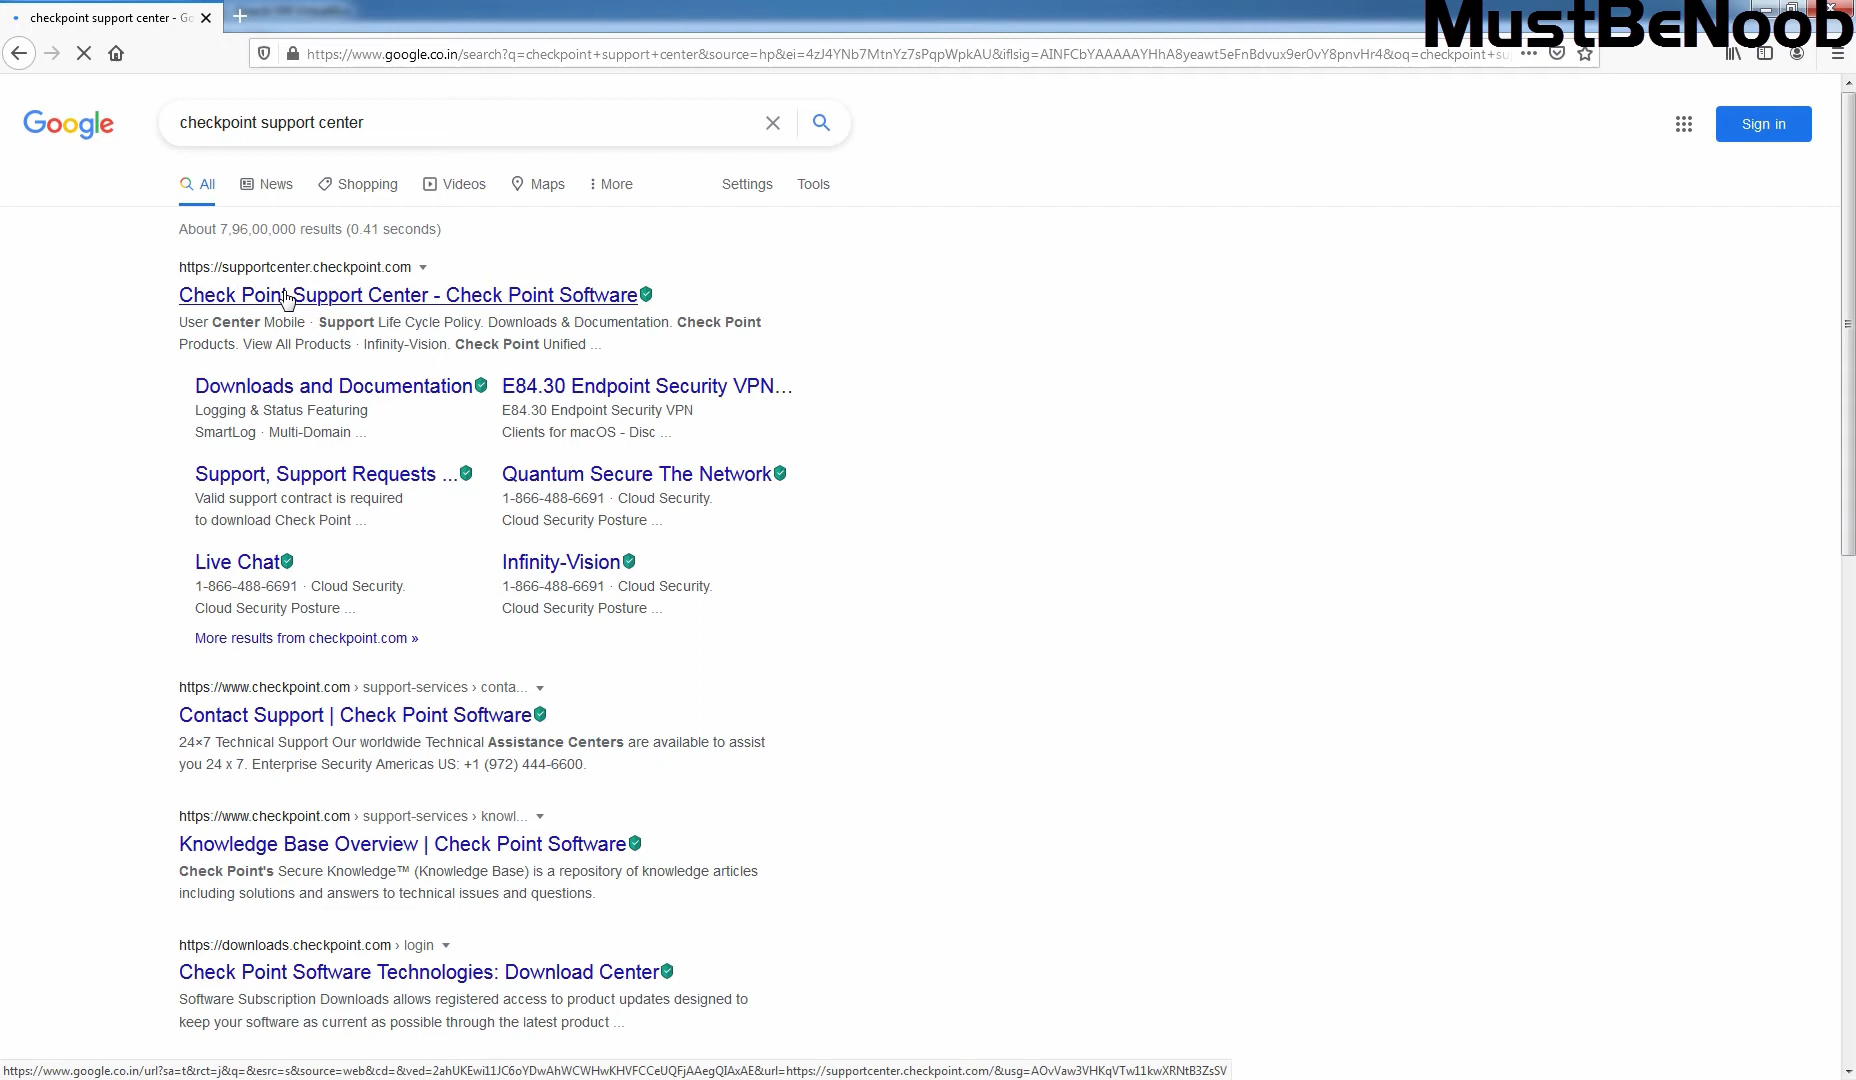 checkpoint support center - Go
MustBeNoob
https://www.google.co.in/search?q=checkpoint+support+center&source=hp&ei=4zJ4YNb7MtnYz7sPqpWpkAU&iflsig=AINFCbYAAAAAYHhA8yeawt5eFnBdvux9er0vY8pnvHr4&oq=checkpoint+su
Google
checkpoint support center
Sign in
All News Shopping Videos Maps More Settings Tools
About 7,96,00,000 results (0.41 seconds)
https://supportcenter.checkpoint.com
Check Point Support Center - Check Point Software
User Center Mobile · Support Life Cycle Policy. Downloads & Documentation. Check Point
Products. View All Products · Infinity-Vision. Check Point Unified ...
Downloads and Documentation
Logging & Status Featuring
SmartLog · Multi-Domain ...
E84.30 Endpoint Security VPN...
E84.30 Endpoint Security VPN
Clients for macOS - Disc ...
Support, Support Requests ...
Valid support contract is required
to download Check Point ...
Quantum Secure The Network
1-866-488-6691 · Cloud Security.
Cloud Security Posture ...
Live Chat
1-866-488-6691 · Cloud Security.
Cloud Security Posture ...
Infinity-Vision
1-866-488-6691 · Cloud Security.
Cloud Security Posture ...
More results from checkpoint.com »
https://www.checkpoint.com › support-services › conta...
Contact Support | Check Point Software
24×7 Technical Support Our worldwide Technical Assistance Centers are available to assist
you 24 x 7. Enterprise Security Americas US: +1 (972) 444-6600.
https://www.checkpoint.com › support-services › knowl...
Knowledge Base Overview | Check Point Software
Check Point's Secure Knowledge™ (Knowledge Base) is a repository of knowledge articles
including solutions and answers to technical issues and questions.
https://downloads.checkpoint.com › login
Check Point Software Technologies: Download Center
Software Subscription Downloads allows registered access to product updates designed to
keep your software as current as possible through the latest product ...
https://www.google.co.in/url?sa=t&rct=j&q=&esrc=s&source=web&cd=&ved=2ahUKEwi11JC6oYDwAhWCWHwKHVFCCeUQFjAAegQIAxAE&url=https://supportcenter.checkpoint.com/&usg=AOvVaw3VHKqVTw11kwXRNtB3ZsSV